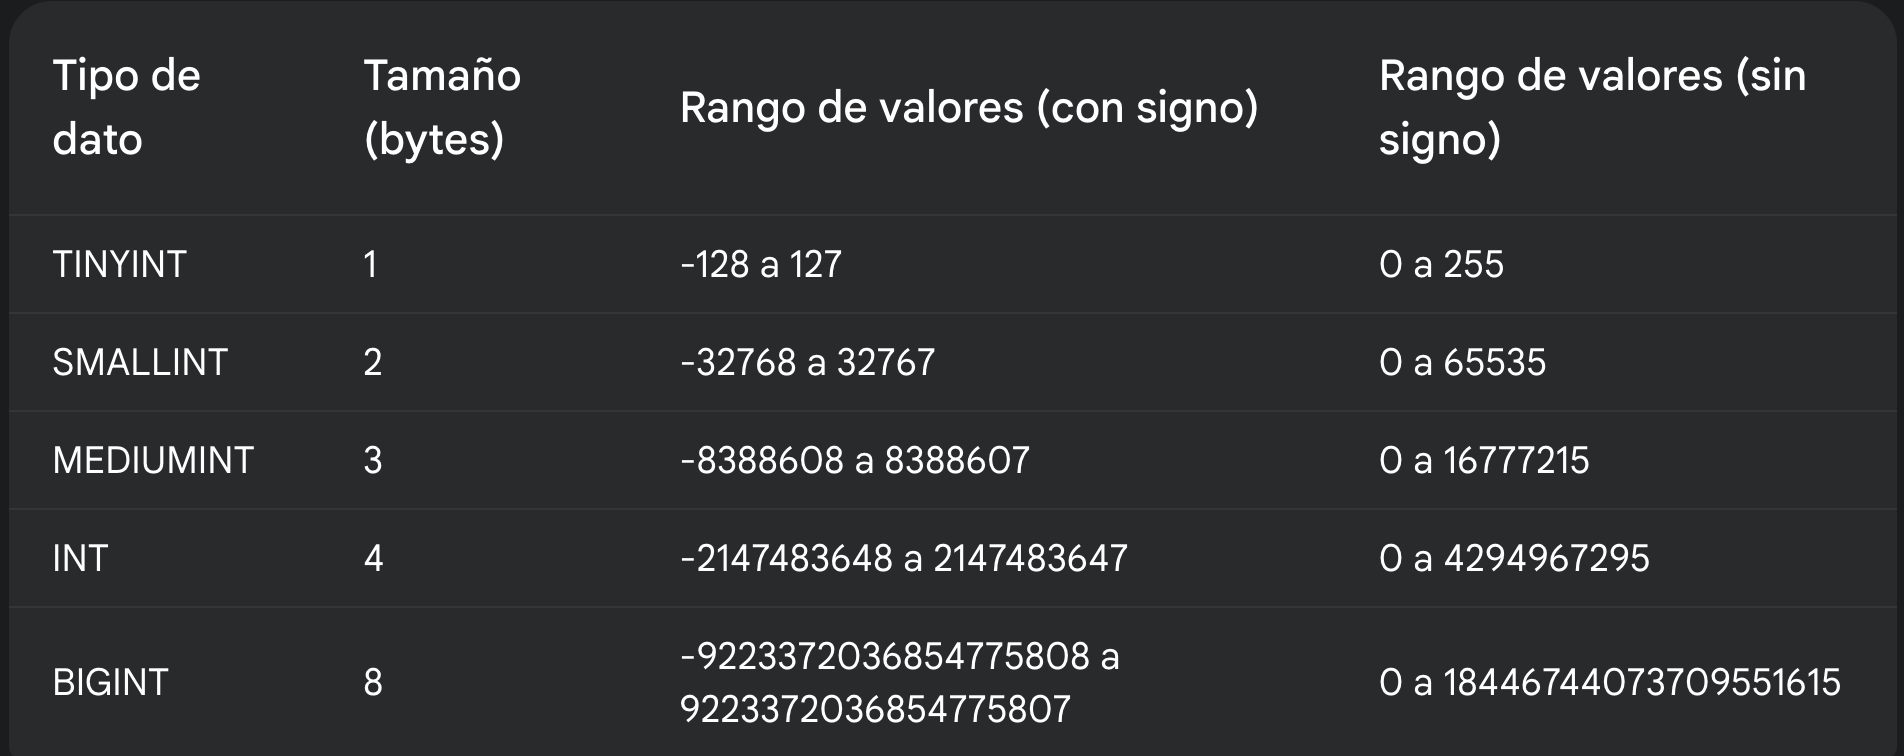 Tipo de dato Tamaño (bytes) Rango de valores (con signo) Rango de valores (sin signo)
TINYINT 1 -128 a 127 0 a 255
SMALLINT 2 -32768 a 32767 0 a 65535
MEDIUMINT 3 -8388608 a 8388607 0 a 16777215
INT 4 -2147483648 a 2147483647 0 a 4294967295
BIGINT 8 -9223372036854775808 a 9223372036854775807 0 a 18446744073709551615